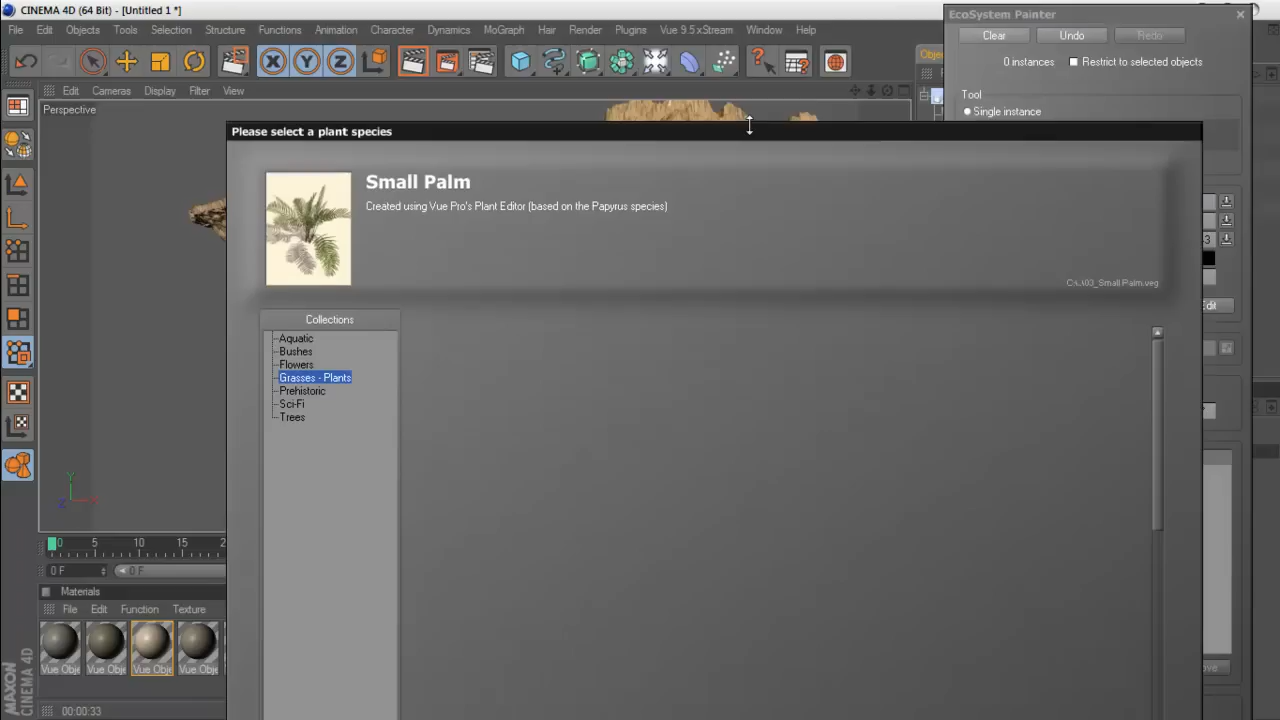 CINEMA 4D (64 Bit) - [Untitled 1 *]
File Edit Objects Tools Selection Structure Functions Animation Character Dynamics MoGraph Hair Render Plugins Vue 9.5 xStream Window Help
EcoSystem Painter
Clear Undo Redo
0 instances Restrict to selected objects
Tool
Single instance
X Y Z
Edit Cameras Display Filter View
Perspective
Please select a plant species
Small Palm
Created using Vue Pro's Plant Editor (based on the Papyrus species)
C:\...\03_Small Palm.veg
Collections
Aquatic
Bushes
Flowers
Grasses - Plants
Prehistoric
Sci-Fi
Trees
Y
X
Z
0 5 10 15
0 F 0 F
Materials
File Edit Function Texture
Vue Obje Vue Obje Vue Obje Vue Obje
MAXON
CINEMA 4D
00:00:33